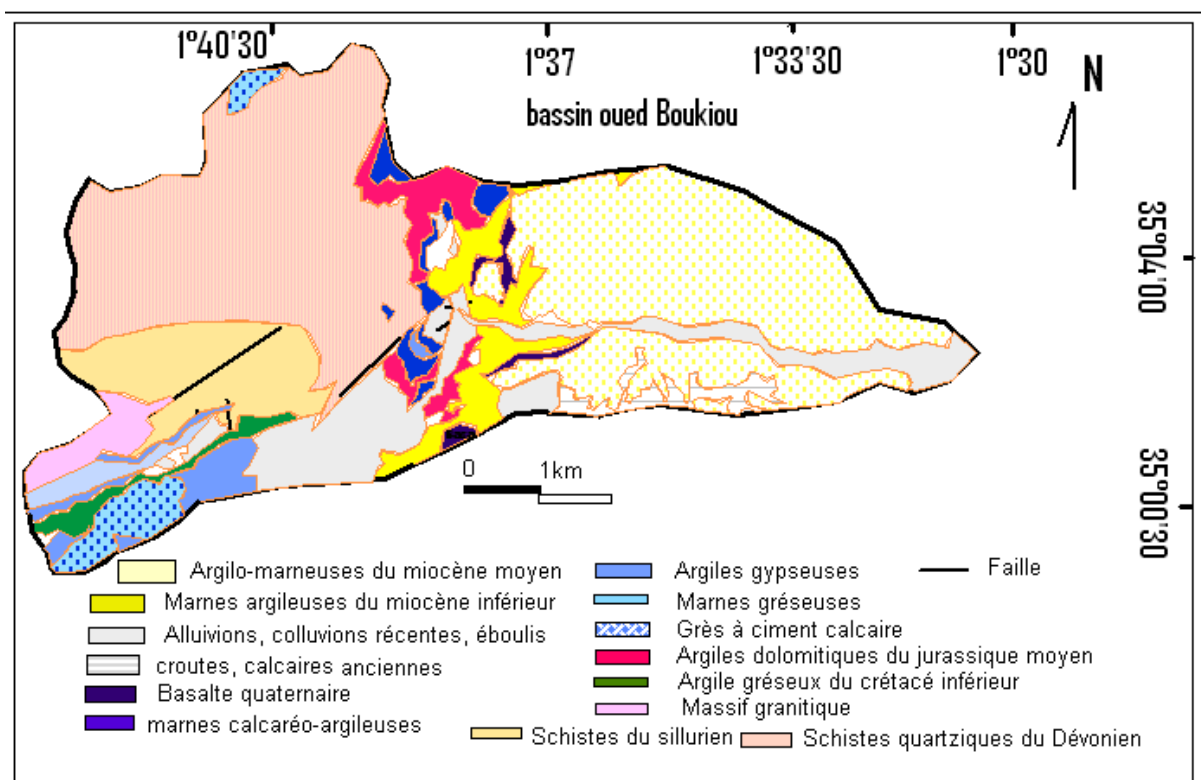 1°40'30 1°37 1°33'30 1°30
N
bassin oued Boukiou
35°04'00
35°00'30
0 1km
Argilo-marneuses du miocène moyen
Marnes argileuses du miocène inférieur
Alluivions, colluvions récentes, éboulis
croutes, calcaires anciennes
Basalte quaternaire
marnes calcaréo-argileuses
Argiles gypseuses
Marnes gréseuses
Grès à ciment calcaire
Argiles dolomitiques du jurassique moyen
Argile gréseux du crétacé inférieur
Massif granitique
Faille
Schistes du sillurien
Schistes quartziques du Dévonien